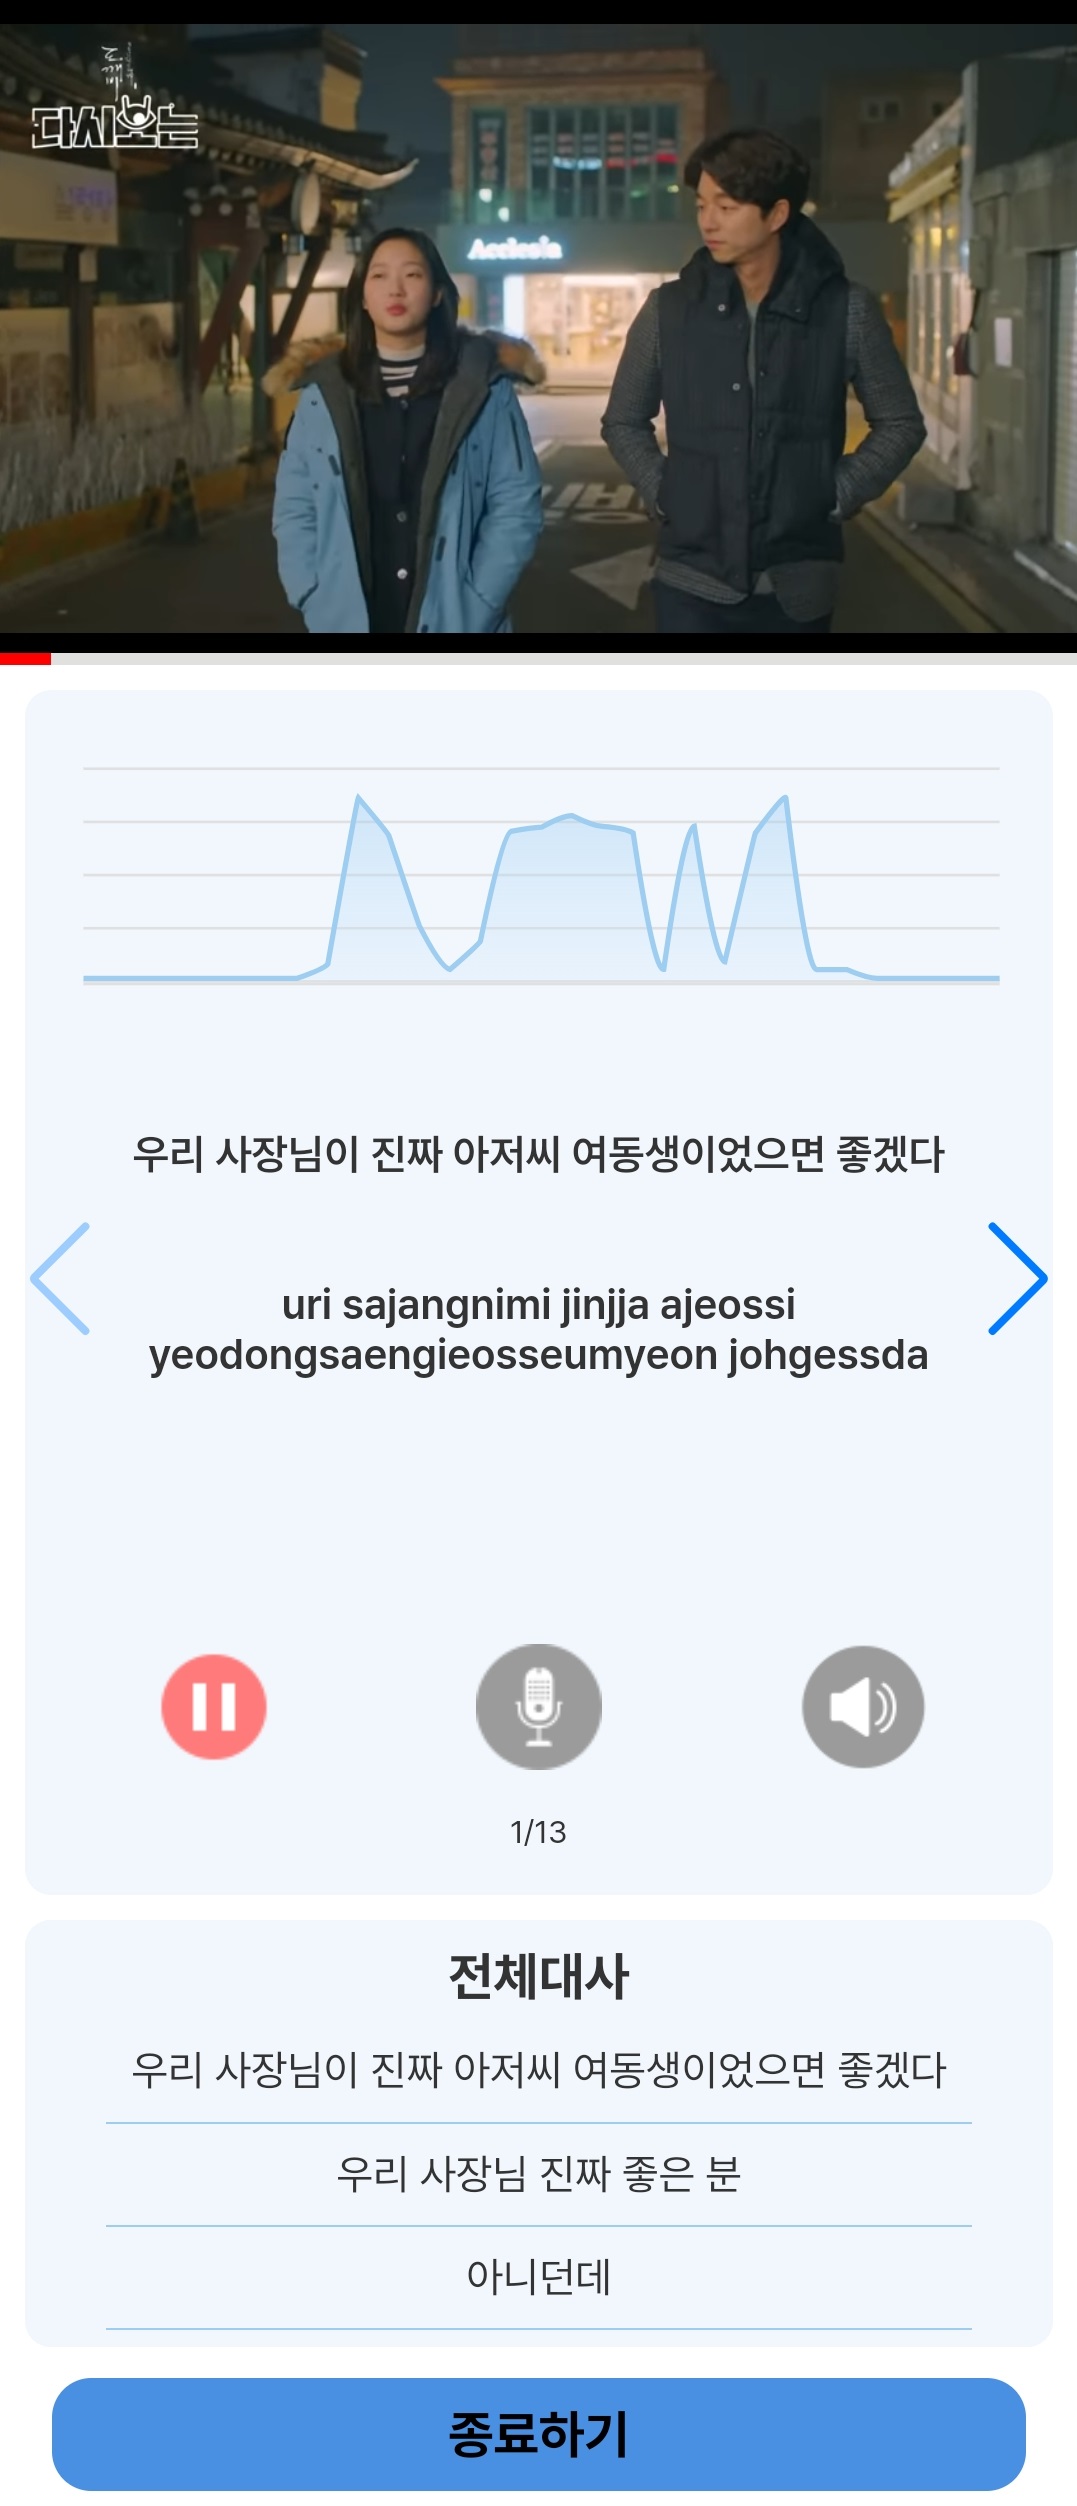 도깨비
다시보는
Acclesia
우리 사장님이 진짜 아저씨 여동생이었으면 좋겠다
uri sajangnimi jinjja ajeossi
yeodongsaengieosseumyeon johgessda
1/13
전체대사
우리 사장님이 진짜 아저씨 여동생이었으면 좋겠다
우리 사장님 진짜 좋은 분
아니던데
종료하기